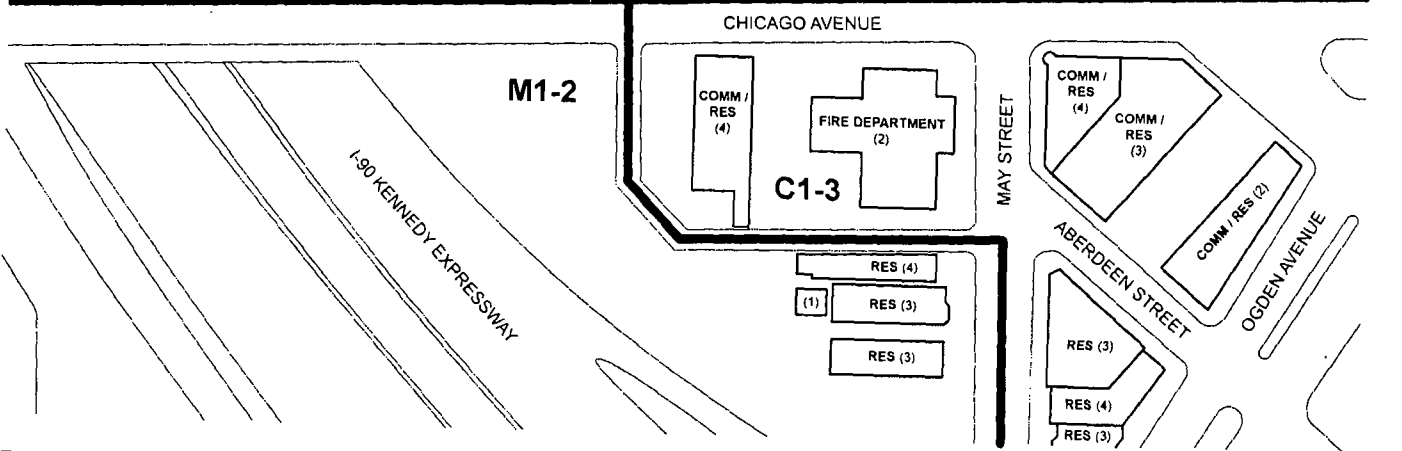 CHICAGO AVENUE
M1-2
COMM /
RES
(4)
FIRE DEPARTMENT
(2)
C1-3
MAY STREET
COMM /
RES
(4)
COMM /
RES
(3)
COMM / RES (2)
I-90 KENNEDY EXPRESSWAY
ABERDEEN STREET
OGDEN AVENUE
RES (4)
(1)
RES (3)
RES (3)
RES (3)
RES (4)
RES (3)